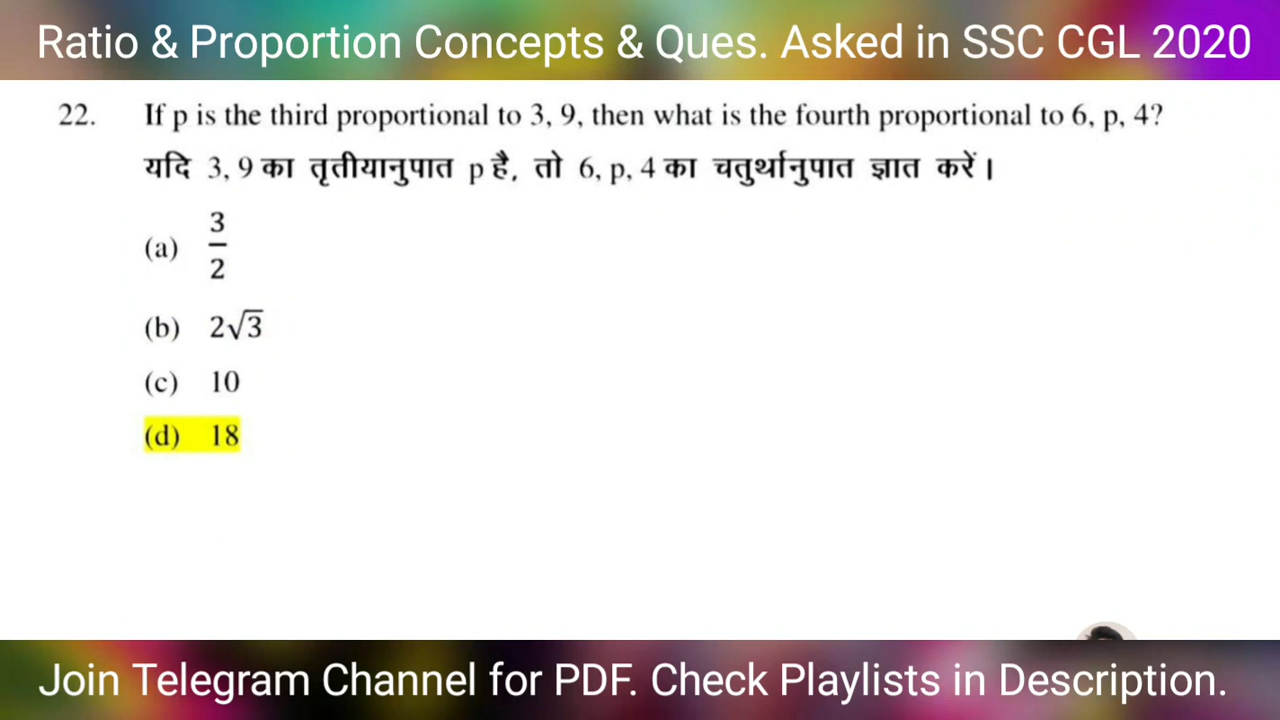 Ratio & Proportion Concepts & Ques. Asked in SSC CGL 2020
22. If p is the third proportional to 3, 9, then what is the fourth proportional to 6, p, 4?
यदि 3, 9 का तृतीयानुपात p है, तो 6, p, 4 का चतुर्थानुपात ज्ञात करें।
(a) 3/2
(b) 2√3
(c) 10
(d) 18
Join Telegram Channel for PDF. Check Playlists in Description.